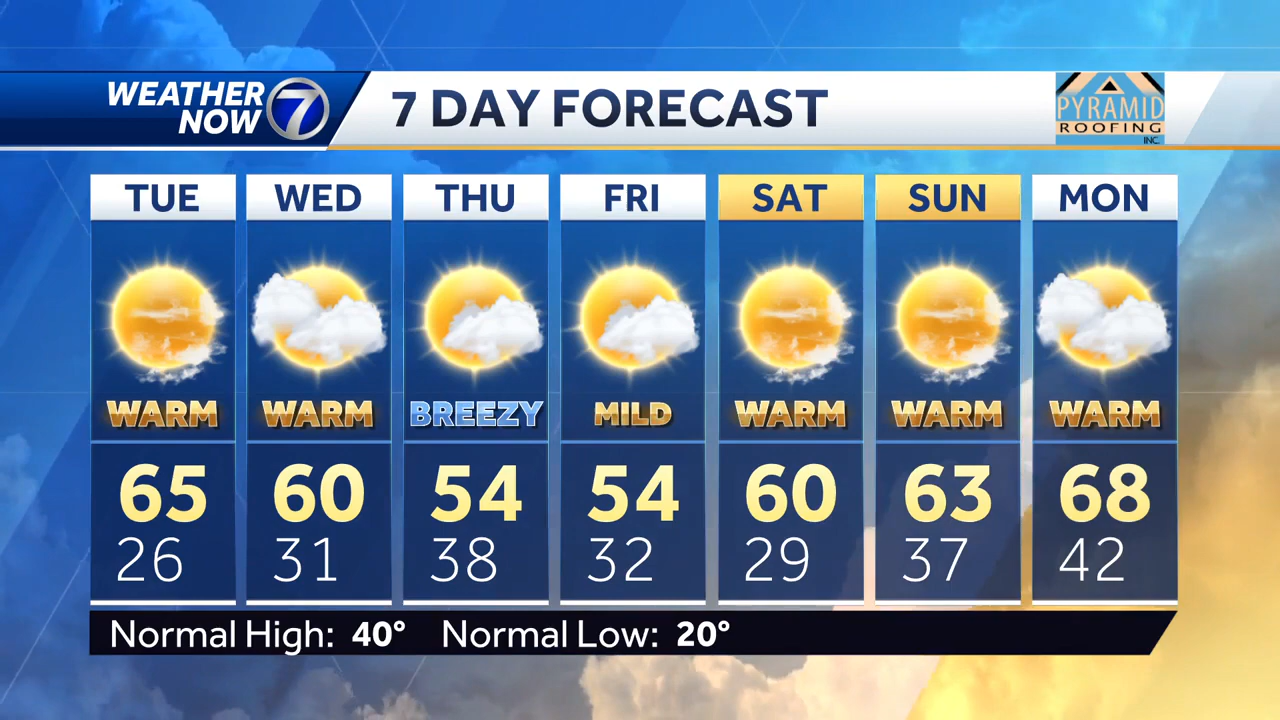 WEATHER
NOW
7
7 DAY FORECAST
PYRAMID
ROOFING
INC.
TUE WED THU FRI SAT SUN MON
WARM WARM BREEZY MILD WARM WARM WARM
65 60 54 54 60 63 68
26 31 38 32 29 37 42
Normal High: 40° Normal Low: 20°